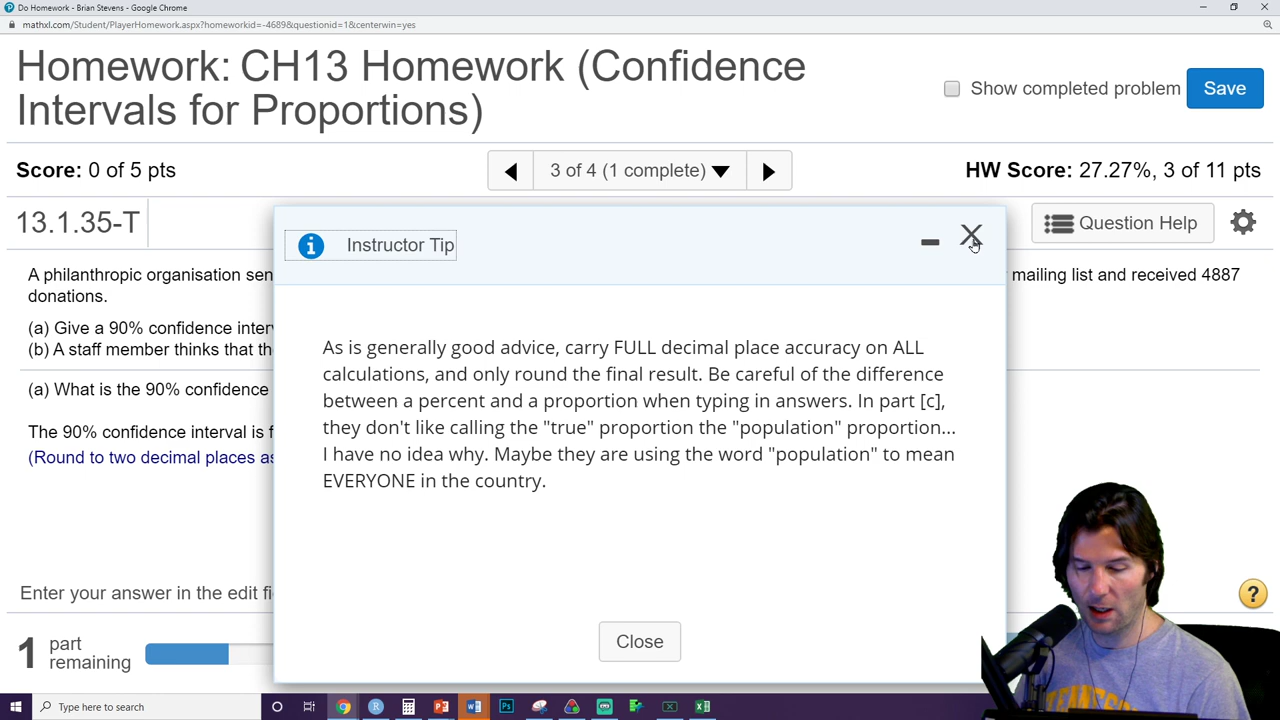 Do Homework - Brian Stevens - Google Chrome
mathxl.com/Student/PlayerHomework.aspx?homeworkid=-4689&questionid=1&centerwin=yes
Homework: CH13 Homework (Confidence
Intervals for Proportions)
Show completed problem
Save
Score: 0 of 5 pts
3 of 4 (1 complete)
HW Score: 27.27%, 3 of 11 pts
13.1.35-T
Question Help
Instructor Tip
A philanthropic organisation sen
mailing list and received 4887
donations.
(a) Give a 90% confidence inter
(b) A staff member thinks that th
(a) What is the 90% confidence
The 90% confidence interval is f
(Round to two decimal places as
As is generally good advice, carry FULL decimal place accuracy on ALL
calculations, and only round the final result. Be careful of the difference
between a percent and a proportion when typing in answers. In part [c],
they don't like calling the "true" proportion the "population" proportion...
I have no idea why. Maybe they are using the word "population" to mean
EVERYONE in the country.
Enter your answer in the edit fi
?
1 part
remaining
Close
Type here to search